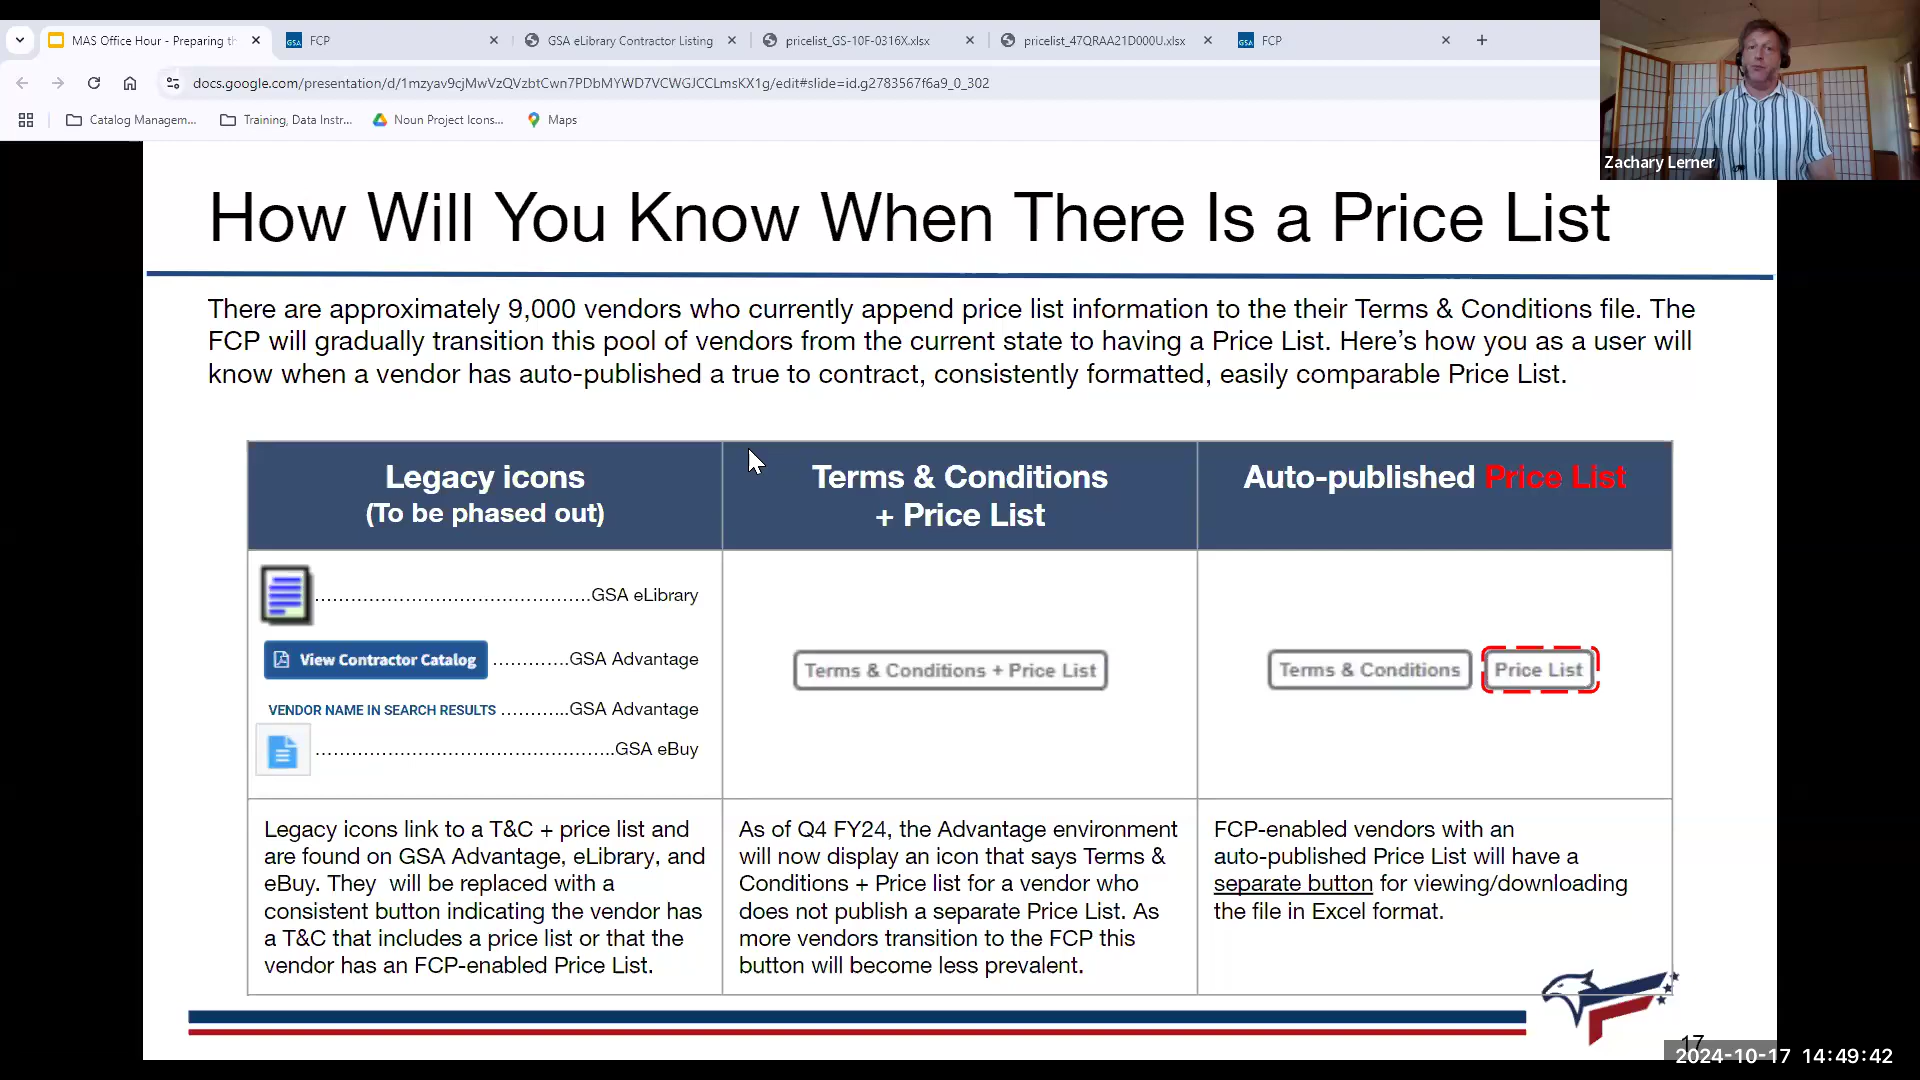 MAS Office Hour - Preparing th
FCP
GSA eLibrary Contractor Listing
pricelist_GS-10F-0316X.xlsx
pricelist_47QRAA21D000U.xlsx
FCP
docs.google.com/presentation/d/1mzyav9cjMwVzQVzbtCwn7PDbMYWD7VCWGJCCLmsKX1g/edit#slide=id.g2783567f6a9_0_302
Catalog Managem...
Training, Data Instr...
Noun Project Icons...
Maps
Zachary Lerner
How Will You Know When There Is a Price List
There are approximately 9,000 vendors who currently append price list information to the their Terms & Conditions file. The
FCP will gradually transition this pool of vendors from the current state to having a Price List. Here's how you as a user will
know when a vendor has auto-published a true to contract, consistently formatted, easily comparable Price List.
Legacy icons
(To be phased out)
Terms & Conditions
+ Price List
Auto-published Price List
GSA
GSA
................................................GSA eLibrary
View Contractor Catalog .............GSA Advantage
VENDOR NAME IN SEARCH RESULTS ............GSA Advantage
....................................................GSA eBuy
Terms & Conditions + Price List
Terms & Conditions
Price List
Legacy icons link to a T&C + price list and
are found on GSA Advantage, eLibrary, and
eBuy. They will be replaced with a
consistent button indicating the vendor has
a T&C that includes a price list or that the
vendor has an FCP-enabled Price List.
As of Q4 FY24, the Advantage environment
will now display an icon that says Terms &
Conditions + Price list for a vendor who
does not publish a separate Price List. As
more vendors transition to the FCP this
button will become less prevalent.
FCP-enabled vendors with an
auto-published Price List will have a
separate button for viewing/downloading
the file in Excel format.
17
2024-10-17 14:49:42